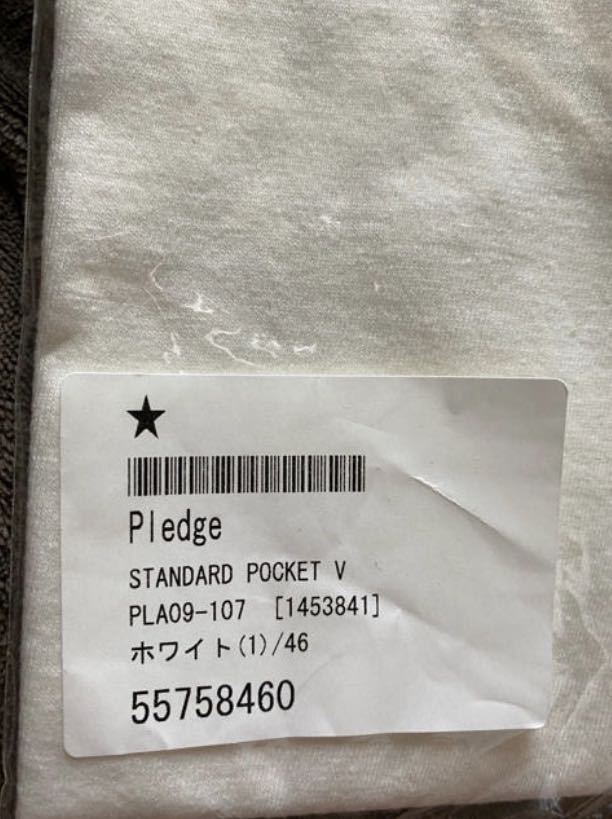 Pledge
STANDARD POCKET V
PLA09-107 [1453841]
ホワイト(1)/46
55758460